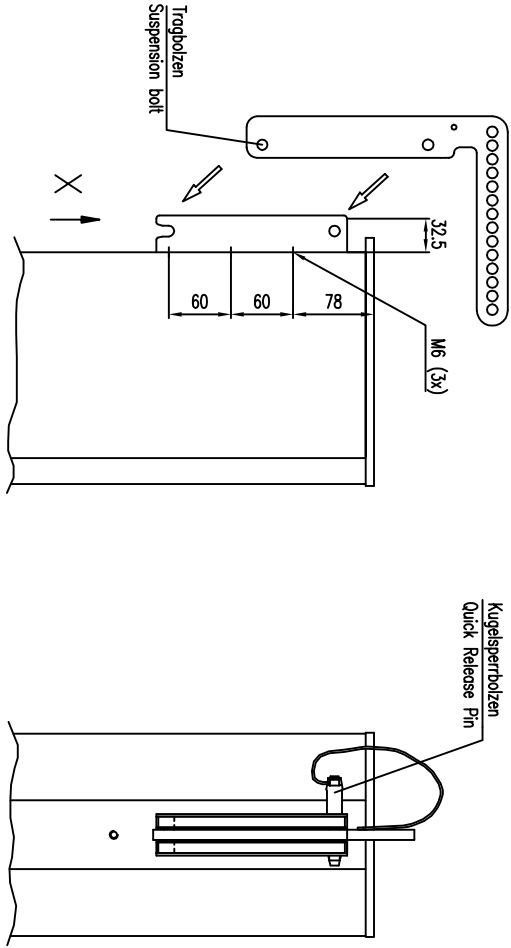 Tragbolzen
Suspension bolt
X
32.5
60
60
78
M6 (3x)
Kugelsperrbolzen
Quick Release Pin